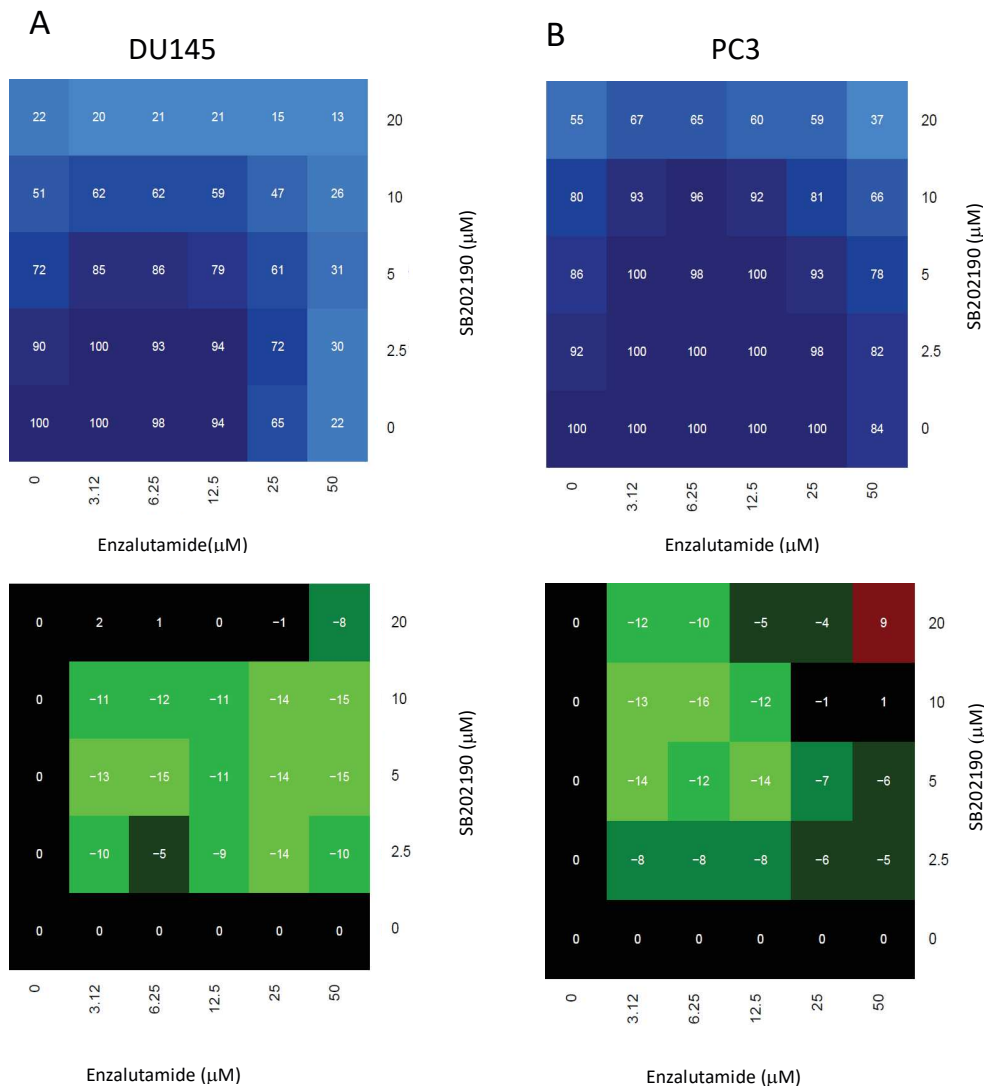 A
DU145
22 20 21 21 15 13 20
51 62 62 59 47 26 10
72 85 86 79 61 31 5
90 100 93 94 72 30 2.5
100 100 98 94 65 22 0
SB202190 (μM)
0 3.12 6.25 12.5 25 50
Enzalutamide(μM)
B
PC3
55 67 65 60 59 37 20
80 93 96 92 81 66 10
86 100 98 100 93 78 5
92 100 100 100 98 82 2.5
100 100 100 100 100 84 0
SB202190 (μM)
0 3.12 6.25 12.5 25 50
Enzalutamide (μM)
0 2 1 0 −1 −8 20
0 −11 −12 −11 −14 −15 10
0 −13 −15 −11 −14 −15 5
0 −10 −5 −9 −14 −10 2.5
0 0 0 0 0 0 0
SB202190 (μM)
0 3.12 6.25 12.5 25 50
Enzalutamide (μM)
0 −12 −10 −5 −4 9 20
0 −13 −16 −12 −1 1 10
0 −14 −12 −14 −7 −6 5
0 −8 −8 −8 −6 −5 2.5
0 0 0 0 0 0 0
SB202190 (μM)
0 3.12 6.25 12.5 25 50
Enzalutamide (μM)